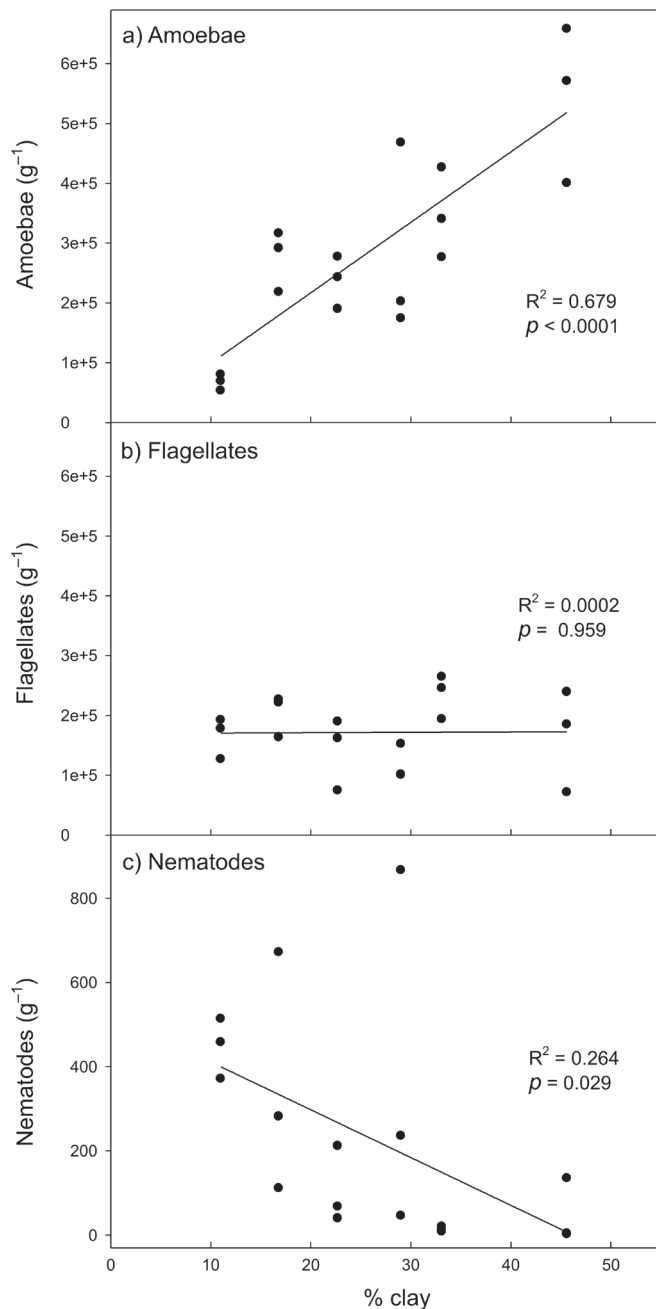 a) Amoebae
6e+5
5e+5
4e+5
3e+5
2e+5
1e+5
0
Amoebae (g⁻¹)
R² = 0.679
p < 0.0001
b) Flagellates
6e+5
5e+5
4e+5
3e+5
2e+5
1e+5
0
Flagellates (g⁻¹)
R² = 0.0002
p = 0.959
c) Nematodes
800
600
400
200
0
Nematodes (g⁻¹)
R² = 0.264
p = 0.029
0 10 20 30 40 50
% clay